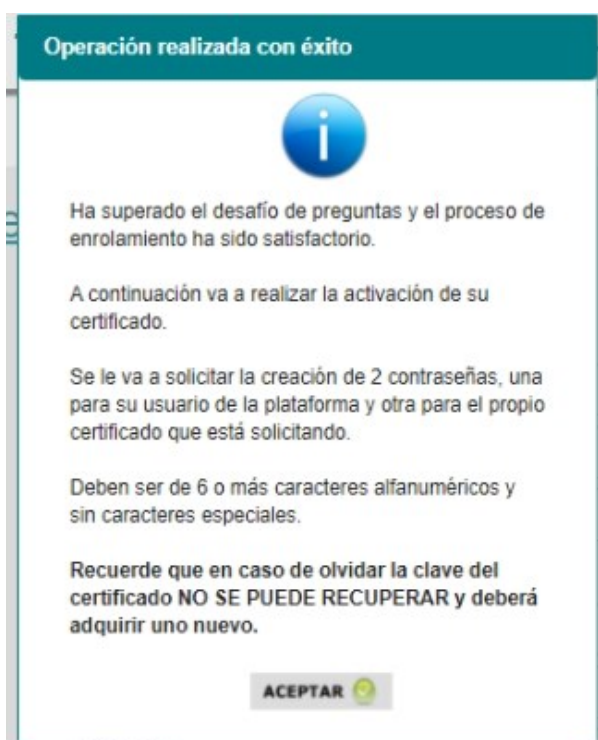 Operación realizada con éxito
Ha superado el desafío de preguntas y el proceso de
enrolamiento ha sido satisfactorio.
A continuación va a realizar la activación de su
certificado.
Se le va a solicitar la creación de 2 contraseñas, una
para su usuario de la plataforma y otra para el propio
certificado que está solicitando.
Deben ser de 6 o más caracteres alfanuméricos y
sin caracteres especiales.
Recuerde que en caso de olvidar la clave del
certificado NO SE PUEDE RECUPERAR y deberá
adquirir uno nuevo.
ACEPTAR